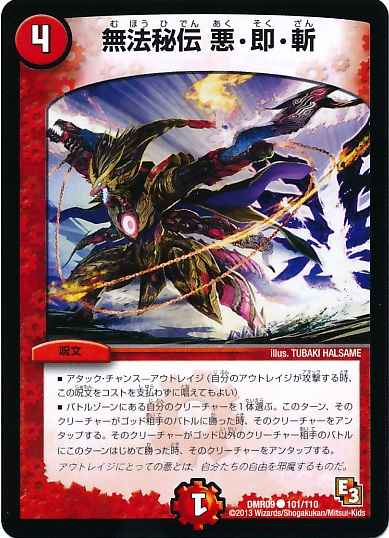 4
無法秘伝 悪・即・斬
むほうひでん あく そく ざん
呪文
illus. TUBAKI HALSAME
■ アタック・チャンス―アウトレイジ（自分のアウトレイジが攻撃する時、
この呪文をコストを支払わずに唱えてもよい）
■ バトルゾーンにある自分のクリーチャーを1体選ぶ。このターン、その
クリーチャーがゴッド相手のバトルに勝った時、そのクリーチャーをアン
タップする。そのクリーチャーがゴッド以外のクリーチャー相手のバトル
にこのターンはじめて勝った時、そのクリーチャーをアンタップする。
アウトレイジにとっての悪とは、自分たちの自由を邪魔するものだ。
1
DMR09 ● 101/110
E3
©2013 Wizards/Shogakukan/Mitsui-Kids